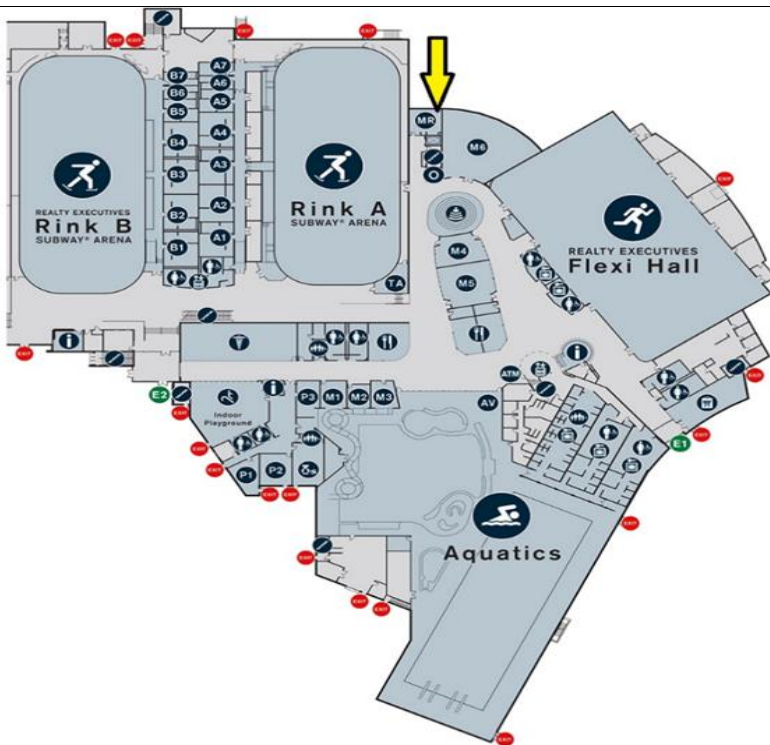 EXIT
EXIT
EXIT
EXIT
B7
A7
B6
A6
B5
A5
B4
A4
B3
A3
B2
A2
B1
A1
REALTY EXECUTIVES
Rink B
SUBWAY® ARENA
Rink A
SUBWAY® ARENA
MR
M6
EXIT
REALTY EXECUTIVES
Flexi Hall
M4
M5
TA
EXIT
ATM
EXIT
E2
EXIT
Indoor
Playground
P3
M1
M2
M3
AV
E1
EXIT
EXIT
EXIT
P1
P2
EXIT
EXIT
EXIT
Aquatics
EXIT
EXIT
EXIT
EXIT